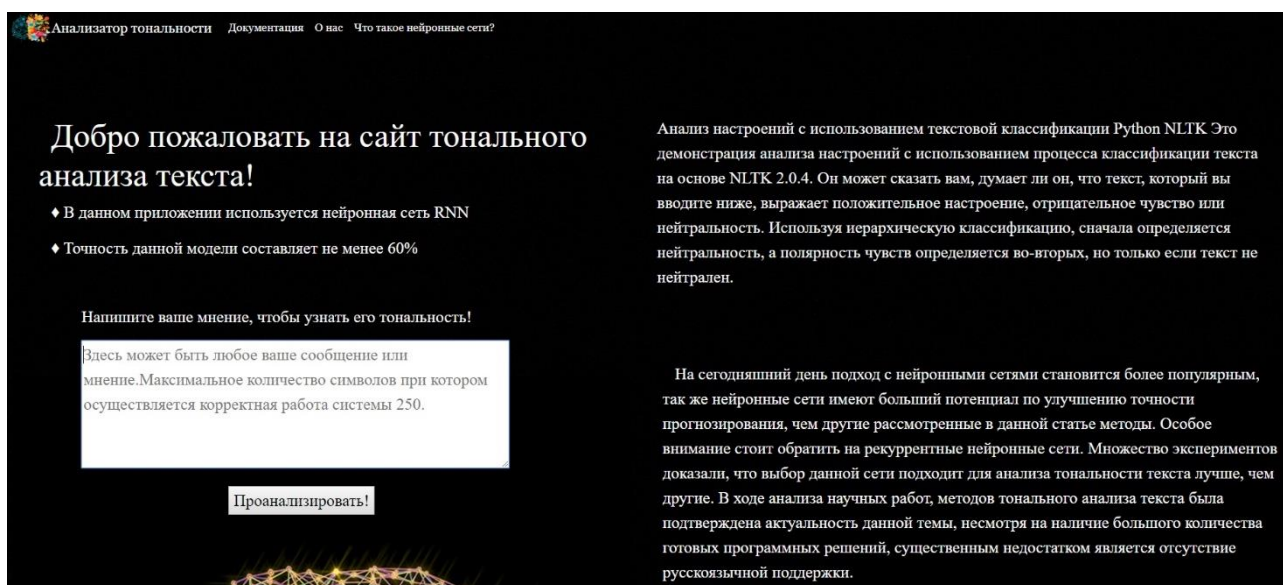 Анализатор тональности Документация О нас Что такое нейронные сети?
Добро пожаловать на сайт тонального
анализа текста!
♦ В данном приложении используется нейронная сеть RNN
♦ Точность данной модели составляет не менее 60%
Напишите ваше мнение, чтобы узнать его тональность!
Здесь может быть любое ваше сообщение или
мнение.Максимальное количество символов при котором
осуществляется корректная работа системы 250.
Проанализировать!
Анализ настроений с использованием текстовой классификации Python NLTK Это
демонстрация анализа настроений с использованием процесса классификации текста
на основе NLTK 2.0.4. Он может сказать вам, думает ли он, что текст, который вы
вводите ниже, выражает положительное настроение, отрицательное чувство или
нейтральность. Используя иерархическую классификацию, сначала определяется
нейтральность, а полярность чувств определяется во-вторых, но только если текст не
нейтрален.
На сегодняшний день подход с нейронными сетями становится более популярным,
так же нейронные сети имеют больший потенциал по улучшению точности
прогнозирования, чем другие рассмотренные в данной статье методы. Особое
внимание стоит обратить на рекуррентные нейронные сети. Множество экспериментов
доказали, что выбор данной сети подходит для анализа тональности текста лучше, чем
другие. В ходе анализа научных работ, методов тонального анализа текста была
подтверждена актуальность данной темы, несмотря на наличие большого количества
готовых программных решений, существенным недостатком является отсутствие
русскоязычной поддержки.